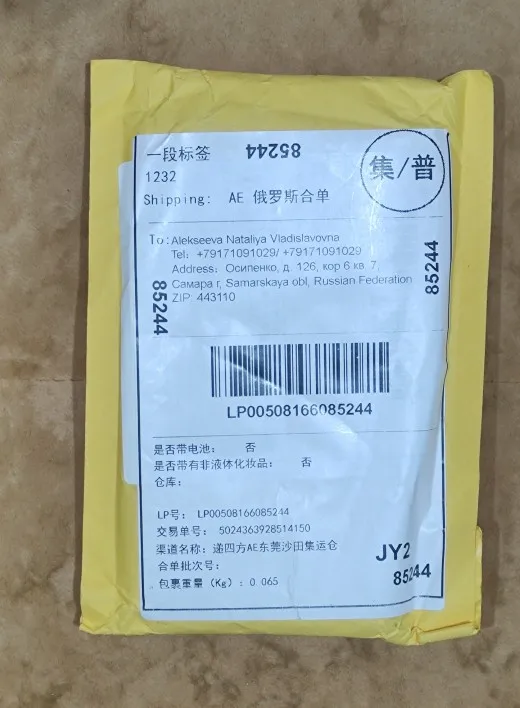 一段标签
85244
集/普
1232
Shipping: AE 俄罗斯合单
To: Alekseeva Nataliya Vladislavovna
Tel: +79171091029/ +79171091029
Address: Осипенко, д. 126, кор 6 кв. 7,
Самара г, Samarskaya obl, Russian Federation
ZIP: 443110
85244
85244
LP00508166085244
是否带电池: 否
是否带有非液体化妆品: 否
仓库:
LP号: LP00508166085244
交易单号: 5024363928514150
渠道名称: 递四方AE东莞沙田集运仓
合单批次号:
包裹重量 (Kg) : 0.065
JY2
85244